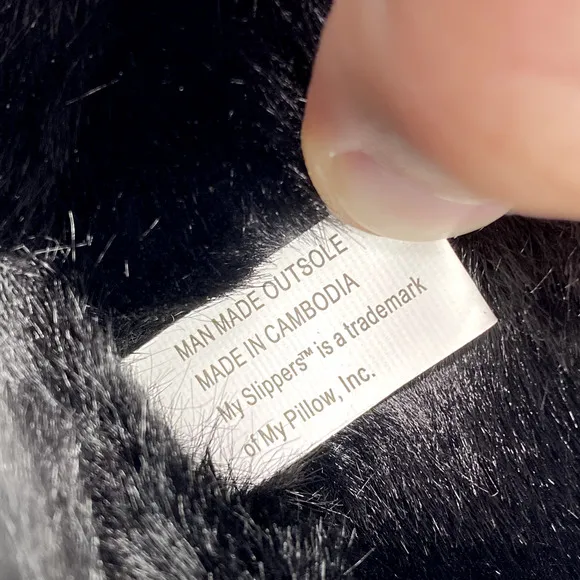 MAN MADE OUTSOLE
MADE IN CAMBODIA
My Slippers™ is a trademark
of My Pillow, Inc.